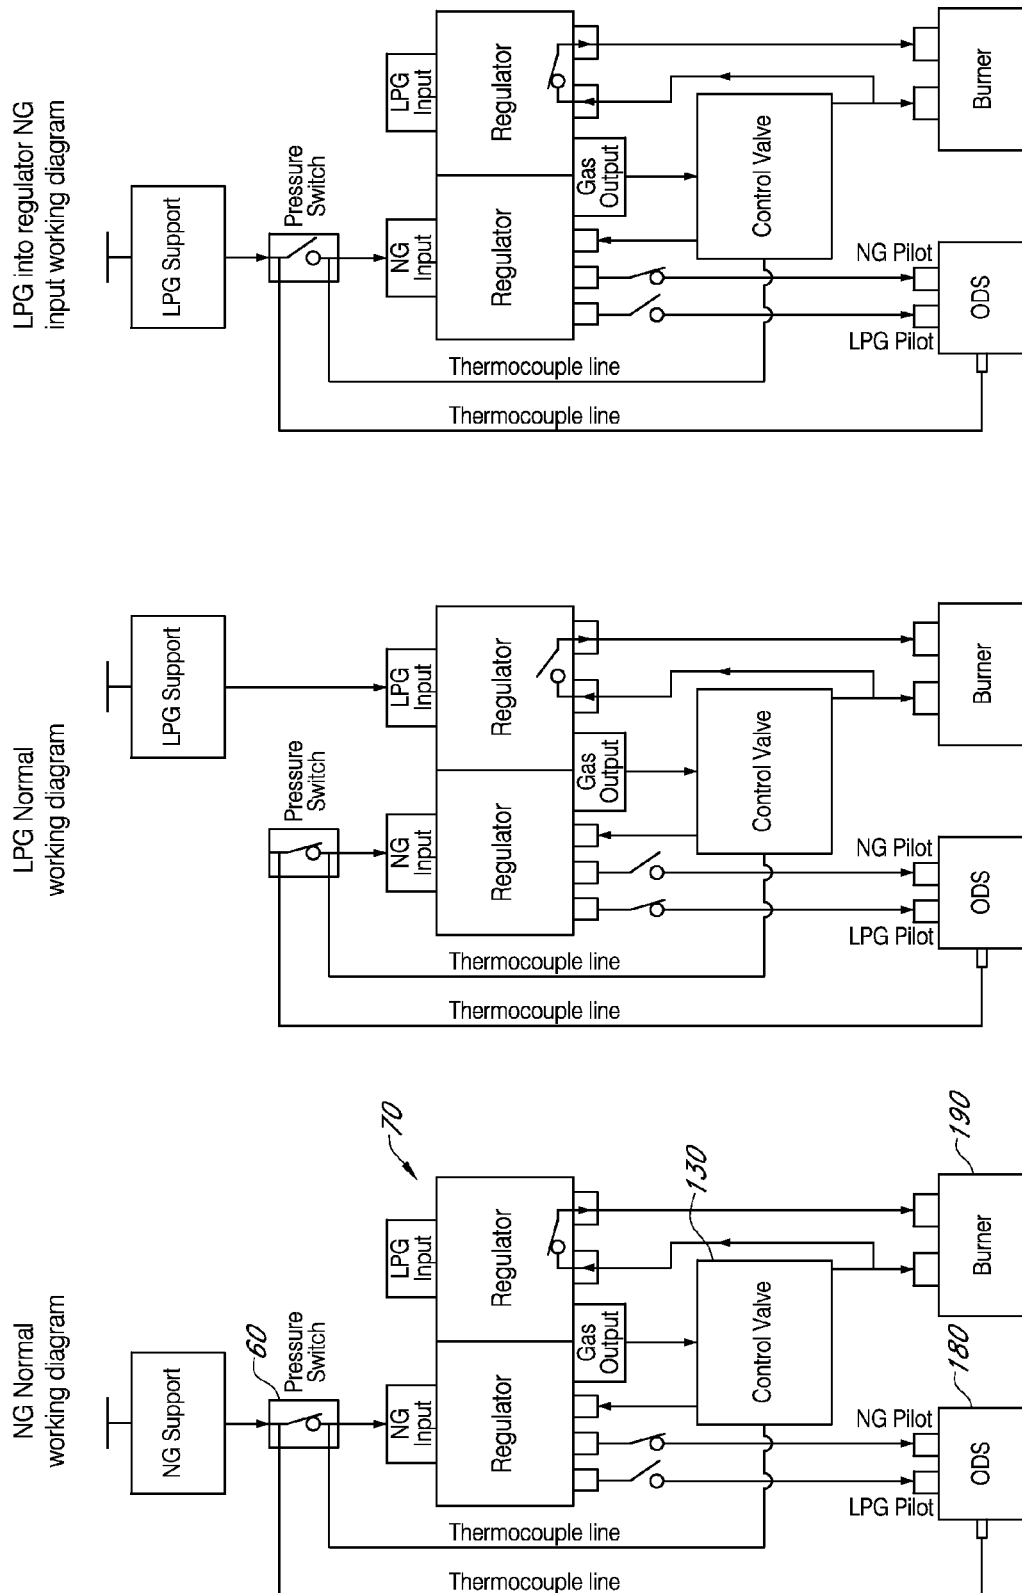 NG Normal
working diagram
NG Support
60
Pressure
Switch
70
NG
Input
LPG
Input
Regulator
Regulator
Gas
Output
130
Control Valve
Thermocouple line
Thermocouple line
LPG Pilot
NG Pilot
180
ODS
190
Burner
LPG Normal
working diagram
LPG Support
Pressure
Switch
NG
Input
LPG
Input
Regulator
Regulator
Gas
Output
Control Valve
Thermocouple line
Thermocouple line
LPG Pilot
NG Pilot
ODS
Burner
LPG into regulator NG
input working diagram
LPG Support
Pressure
Switch
NG
Input
LPG
Input
Regulator
Regulator
Gas
Output
Control Valve
Thermocouple line
Thermocouple line
LPG Pilot
NG Pilot
ODS
Burner